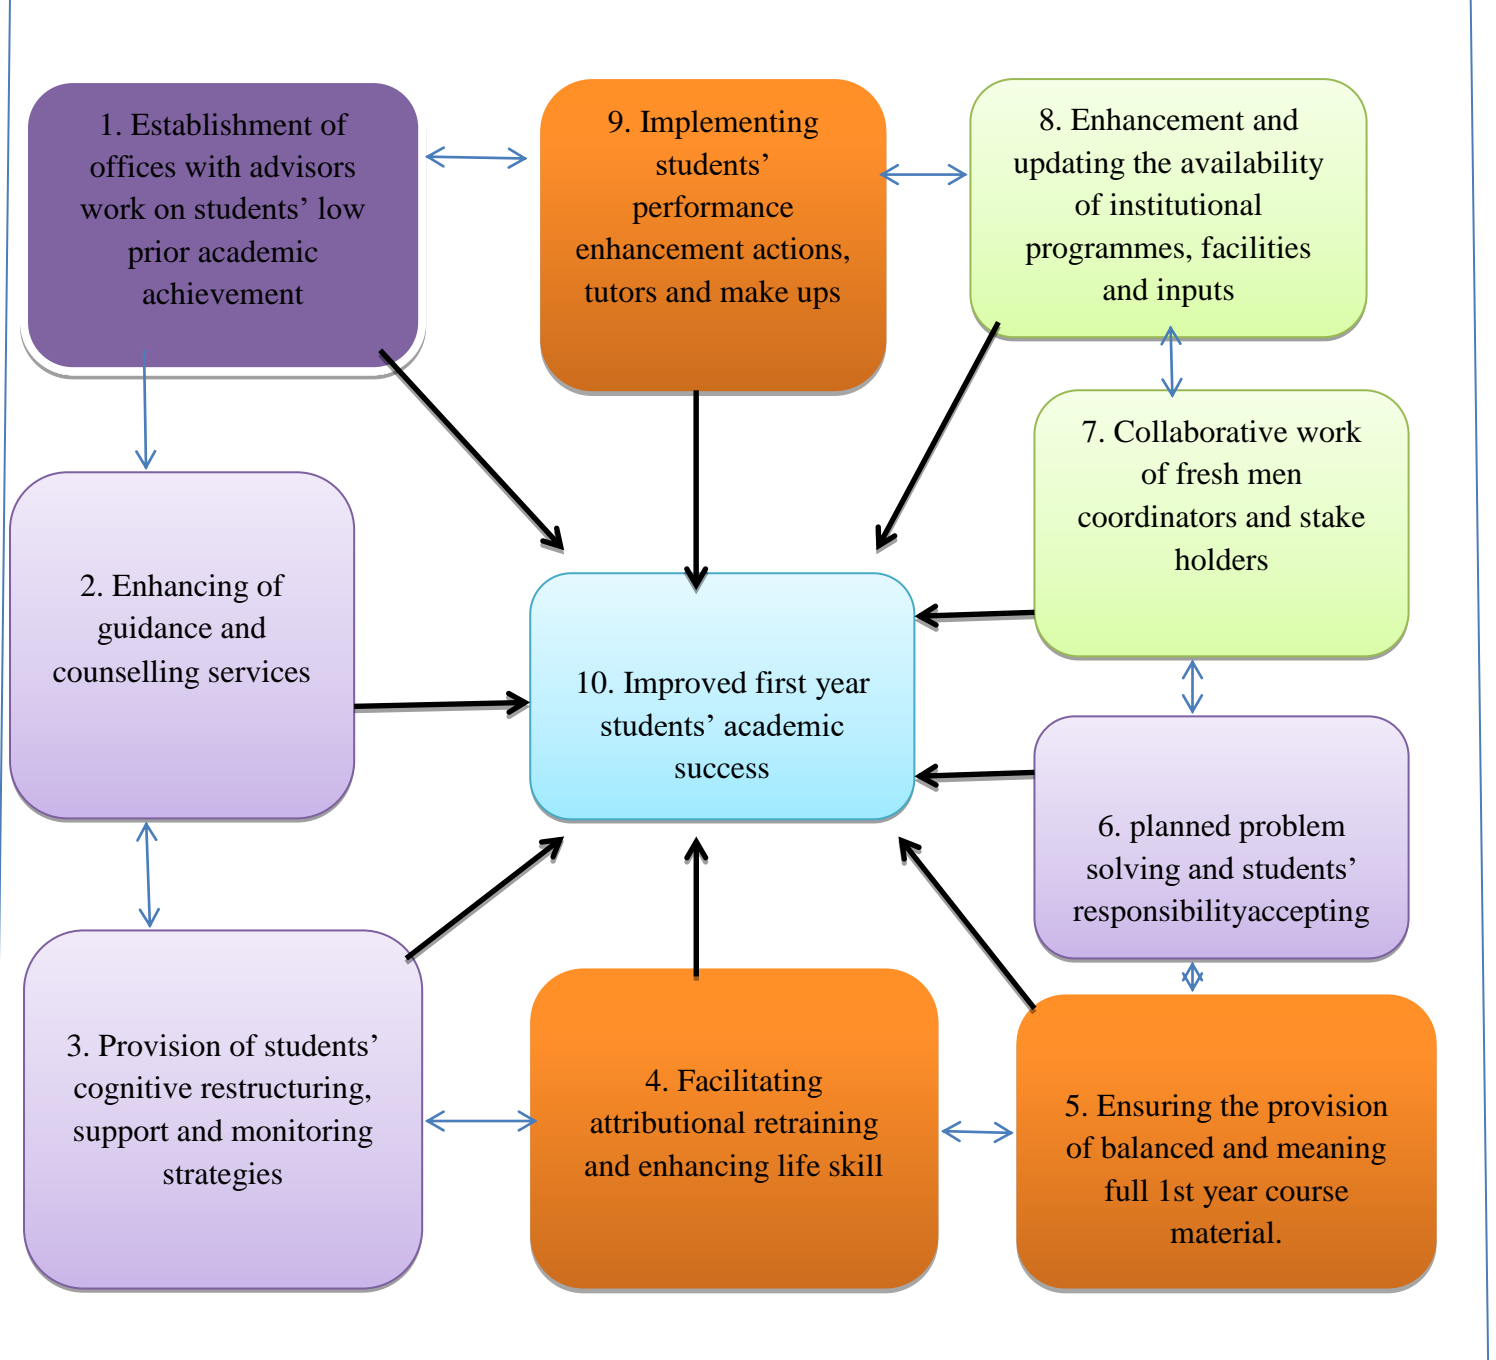 1. Establishment of
offices with advisors
work on students’ low
prior academic
achievement
9. Implementing
students’
performance
enhancement actions,
tutors and make ups
8. Enhancement and
updating the availability
of institutional
programmes, facilities
and inputs
7. Collaborative work
of fresh men
coordinators and stake
holders
2. Enhancing of
guidance and
counselling services
10. Improved first year
students’ academic
success
6. planned problem
solving and students’
responsibilityaccepting
3. Provision of students’
cognitive restructuring,
support and monitoring
strategies
4. Facilitating
attributional retraining
and enhancing life skill
5. Ensuring the provision
of balanced and meaning
full 1st year course
material.